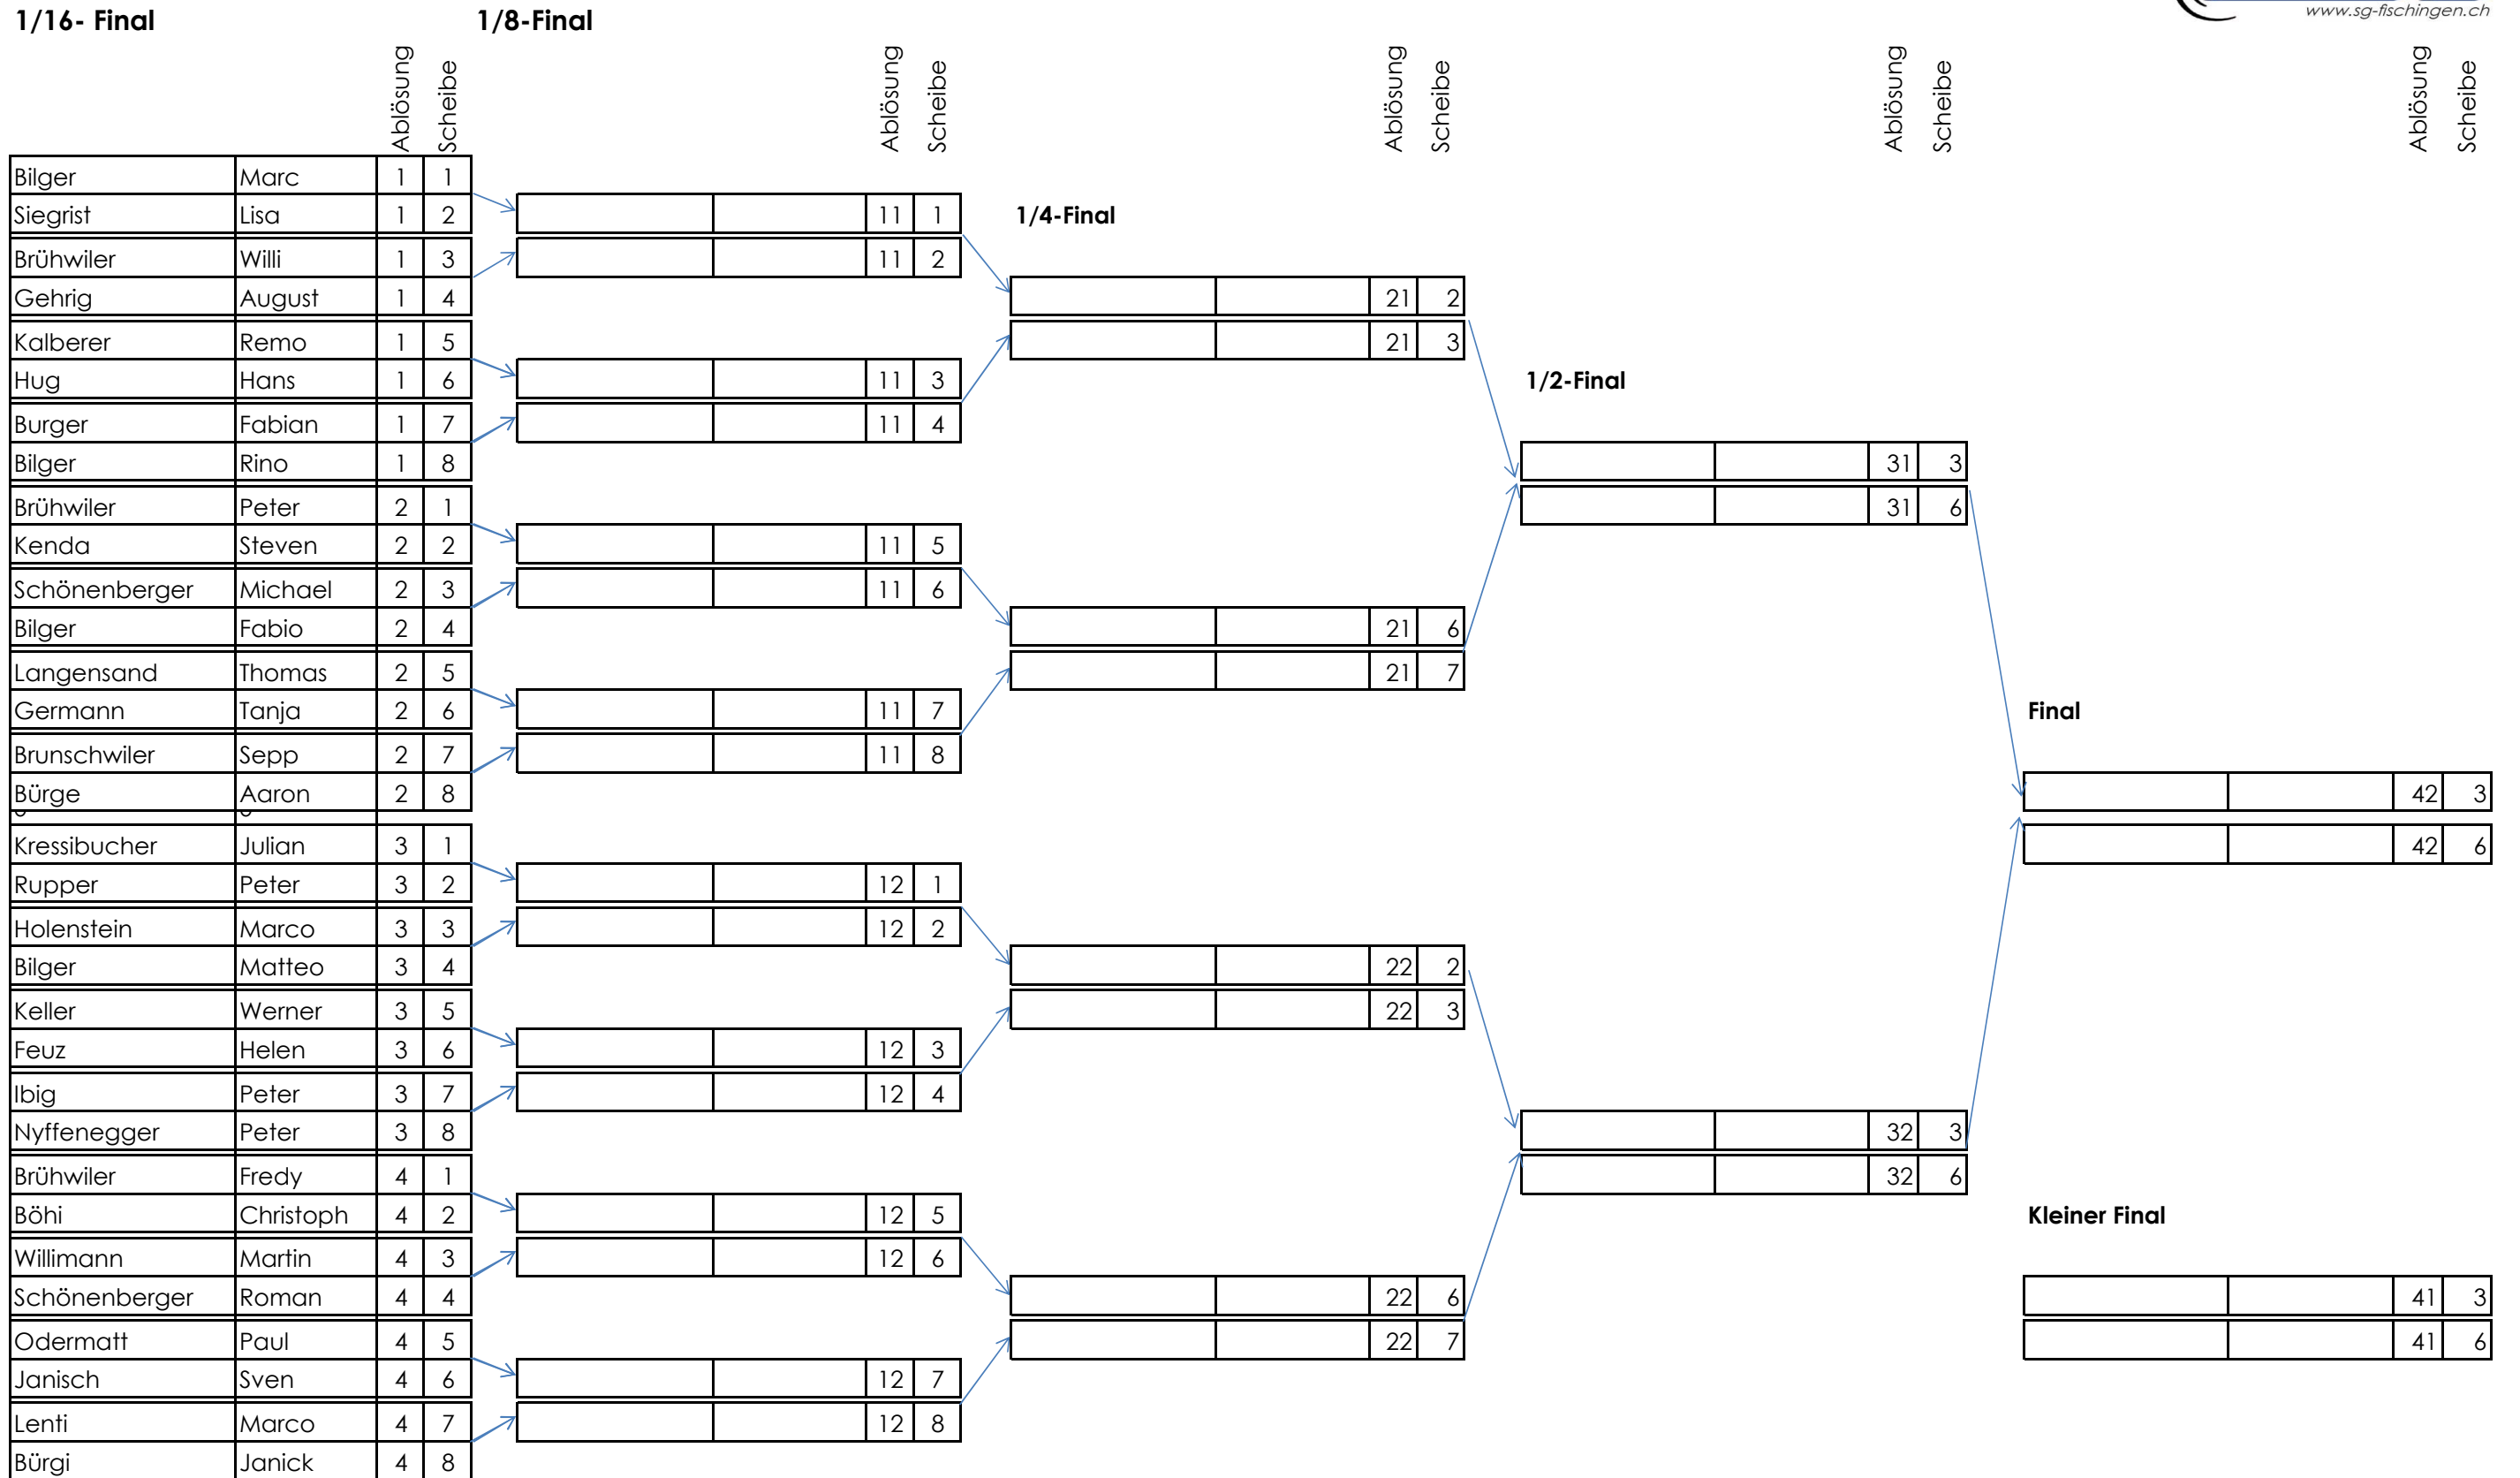 1/16- Final 1/8-Final www.sg-fischingen.ch
Ablösung Scheibe Ablösung Scheibe Ablösung Scheibe Ablösung Scheibe Ablösung Scheibe
Bilger Marc 1 1
Siegrist Lisa 1 2 11 1 1/4-Final
Brühwiler Willi 1 3 11 2
Gehrig August 1 4 21 2
Kalberer Remo 1 5 21 3
Hug Hans 1 6 11 3 1/2-Final
Burger Fabian 1 7 11 4
Bilger Rino 1 8 31 3
Brühwiler Peter 2 1 31 6
Kenda Steven 2 2 11 5
Schönenberger Michael 2 3 11 6
Bilger Fabio 2 4 21 6
Langensand Thomas 2 5 21 7
Germann Tanja 2 6 11 7 Final
Brunschwiler Sepp 2 7 11 8
Bürge Aaron 2 8 42 3
Kressibucher Julian 3 1 42 6
Rupper Peter 3 2 12 1
Holenstein Marco 3 3 12 2
Bilger Matteo 3 4 22 2
Keller Werner 3 5 22 3
Feuz Helen 3 6 12 3
Ibig Peter 3 7 12 4
Nyffenegger Peter 3 8 32 3
Brühwiler Fredy 4 1 32 6
Böhi Christoph 4 2 12 5 Kleiner Final
Willimann Martin 4 3 12 6
Schönenberger Roman 4 4 22 6 41 3
Odermatt Paul 4 5 22 7 41 6
Janisch Sven 4 6 12 7
Lenti Marco 4 7 12 8
Bürgi Janick 4 8